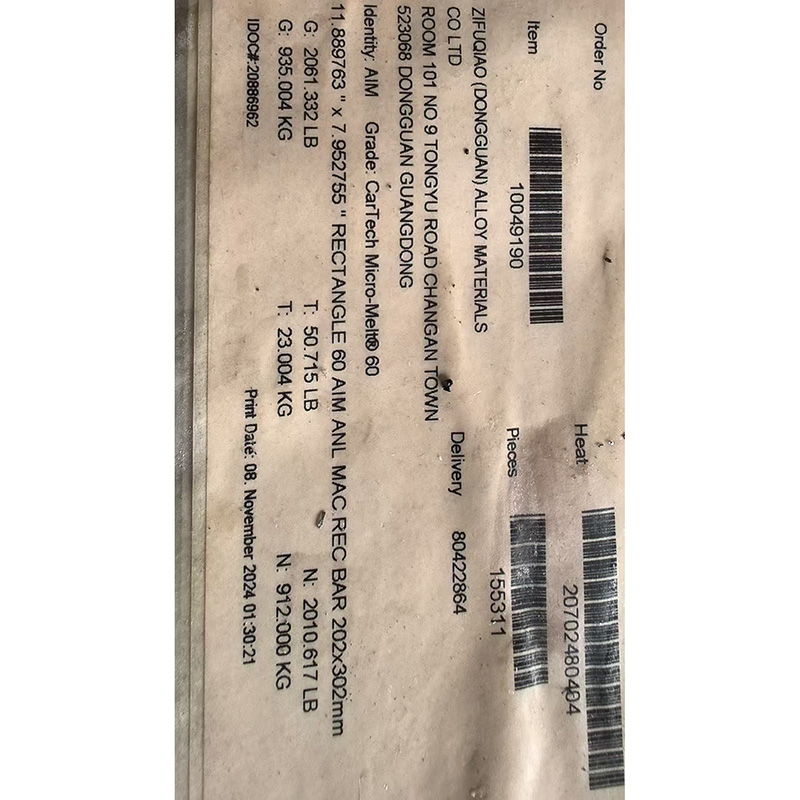 Order No
Heat
20702480404
Item
10049190
Pieces
155311
ZIFUQIAO (DONGGUAN) ALLOY MATERIALS
CO LTD
Delivery 80422864
ROOM 101 NO 9 TONGYU ROAD CHANGAN TOWN
523068 DONGGUAN GUANGDONG
Identity: AIM Grade: CarTech Micro-Melt® 60
11.889763 " x 7.952755 " RECTANGLE 60 AIM ANL MAC.REC BAR 202x302mm
G: 2061.332 LB T: 50.715 LB N: 2010.617 LB
G: 935.004 KG T: 23.004 KG N: 912.000 KG
IDOC#:20886962 Print Date: 08. November 2024 01:30:21